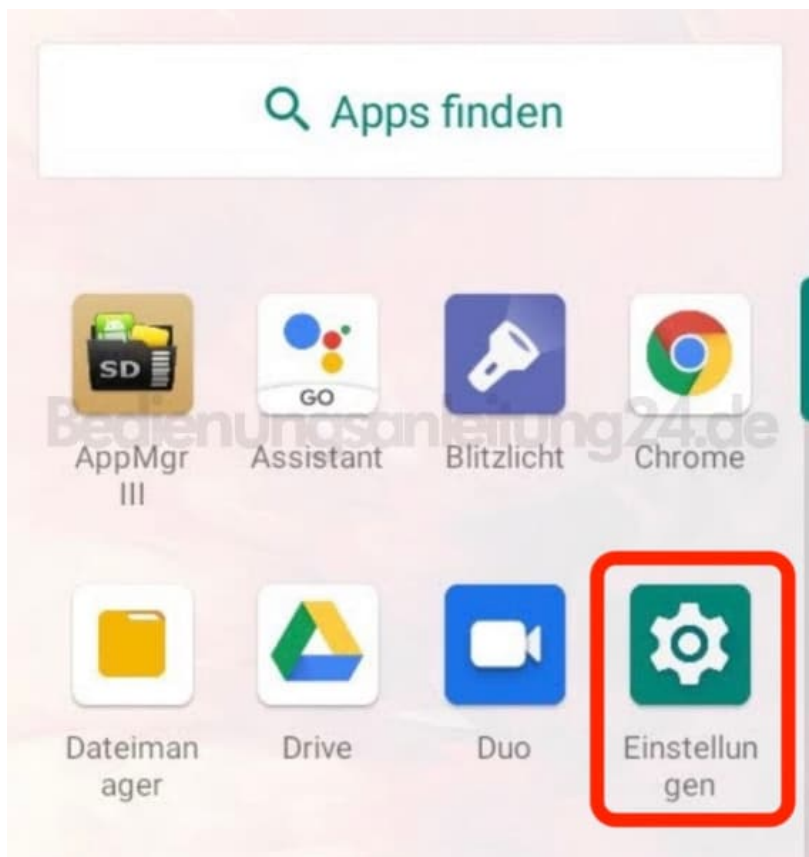 Apps finden
SD
GO
Bedienungsanleitung24.de
AppMgr
III
Assistant
Blitzlicht
Chrome
Dateiman
ager
Drive
Duo
Einstellun
gen